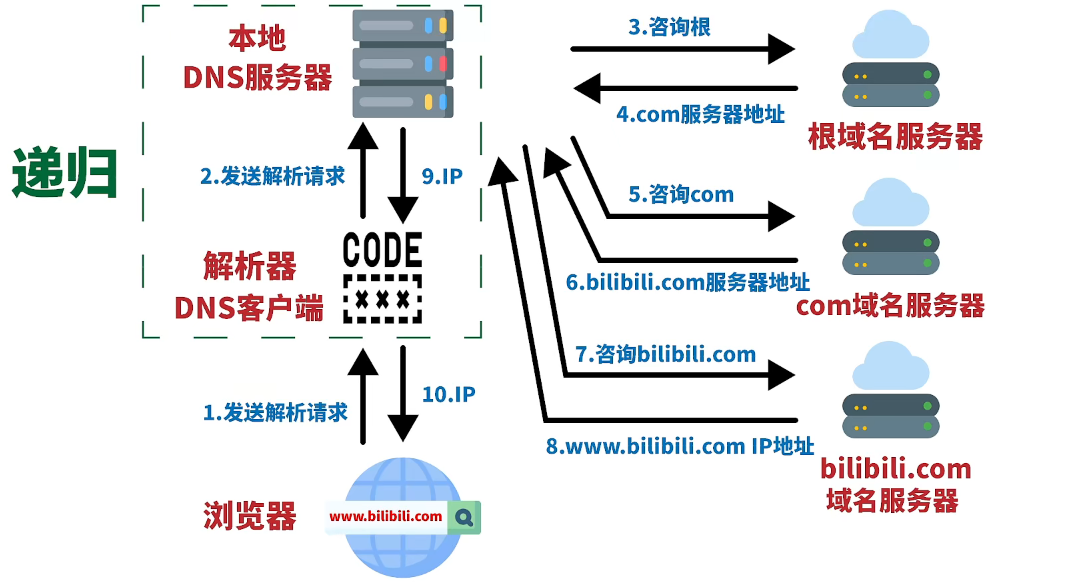 本地
DNS服务器
3.咨询根
4.com服务器地址
根域名服务器
递归
2.发送解析请求
9.IP
5.咨询com
CODE
×××
解析器
DNS客户端
6.bilibili.com服务器地址
com域名服务器
7.咨询bilibili.com
10.IP
1.发送解析请求
8.www.bilibili.com IP地址
bilibili.com
域名服务器
浏览器
www.bilibili.com